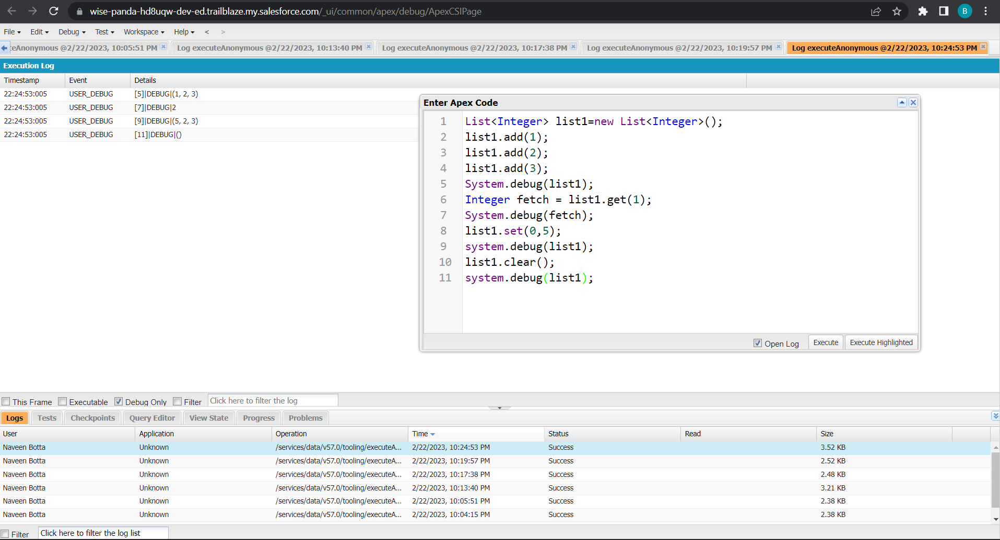 wise-panda-hd8uqw-dev-ed.trailblaze.my.salesforce.com/_ui/common/apex/debug/ApexCSIPage
B
File Edit Debug Test Workspace Help < >
teAnonymous @2/22/2023, 10:05:51 PM Log executeAnonymous @2/22/2023, 10:13:40 PM Log executeAnonymous @2/22/2023, 10:17:38 PM Log executeAnonymous @2/22/2023, 10:19:57 PM Log executeAnonymous @2/22/2023, 10:24:53 PM
Execution Log
Timestamp Event Details
22:24:53:005 USER_DEBUG [5]|DEBUG|(1, 2, 3)
22:24:53:005 USER_DEBUG [7]|DEBUG|2
22:24:53:005 USER_DEBUG [9]|DEBUG|(5, 2, 3)
22:24:53:005 USER_DEBUG [11]|DEBUG|()
Enter Apex Code
1 List<Integer> list1=new List<Integer>();
2 list1.add(1);
3 list1.add(2);
4 list1.add(3);
5 System.debug(list1);
6 Integer fetch = list1.get(1);
7 System.debug(fetch);
8 list1.set(0,5);
9 system.debug(list1);
10 list1.clear();
11 system.debug(list1);
Open Log Execute Execute Highlighted
This Frame Executable Debug Only Filter Click here to filter the log
Logs Tests Checkpoints Query Editor View State Progress Problems
User Application Operation Time Status Read Size
Naveen Botta Unknown /services/data/v57.0/tooling/executeA... 2/22/2023, 10:24:53 PM Success 3.52 KB
Naveen Botta Unknown /services/data/v57.0/tooling/executeA... 2/22/2023, 10:19:57 PM Success 2.52 KB
Naveen Botta Unknown /services/data/v57.0/tooling/executeA... 2/22/2023, 10:17:38 PM Success 2.48 KB
Naveen Botta Unknown /services/data/v57.0/tooling/executeA... 2/22/2023, 10:13:40 PM Success 3.21 KB
Naveen Botta Unknown /services/data/v57.0/tooling/executeA... 2/22/2023, 10:05:51 PM Success 2.38 KB
Naveen Botta Unknown /services/data/v57.0/tooling/executeA... 2/22/2023, 10:04:15 PM Success 2.38 KB
Filter Click here to filter the log list